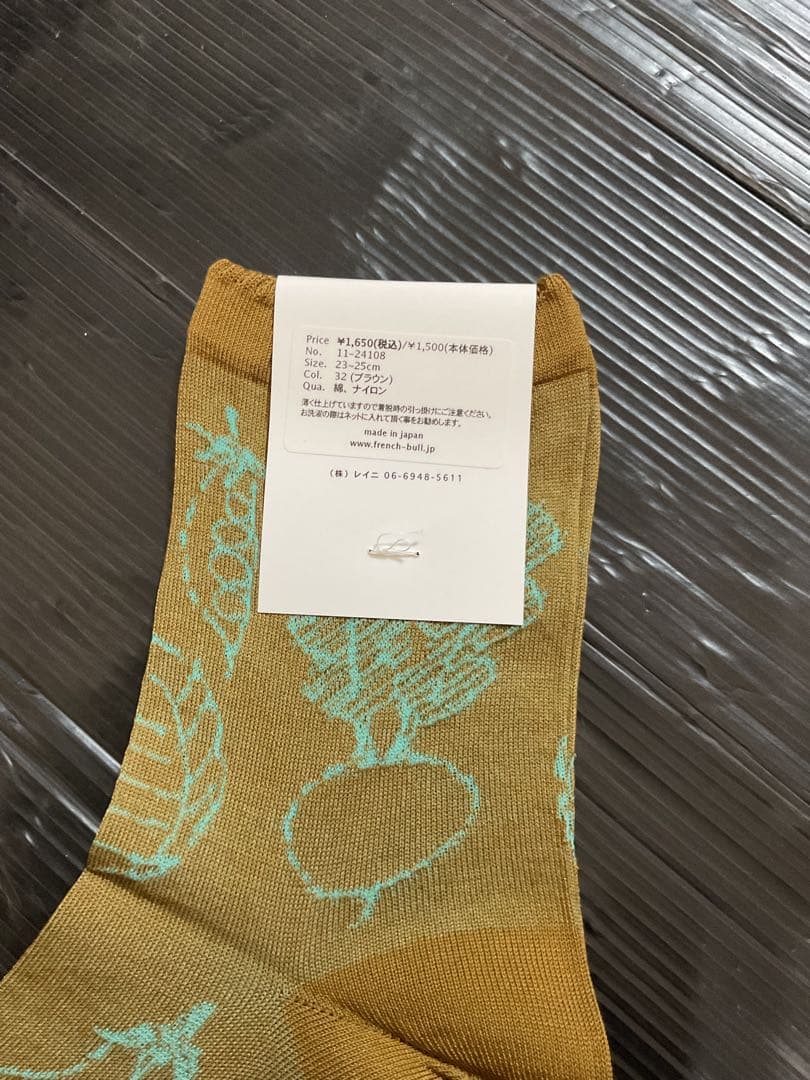 Price ¥1,650(税込)/¥1,500(本体価格)
No. 11-24108
Size. 23~25cm
Col. 32 (ブラウン)
Qua. 綿、ナイロン
薄く仕上げていますので着脱時の引っ掛けにご注意ください。
お洗濯の際はネットに入れて頂く事をお勧めします。
made in japan
www.french-bull.jp
(株) レイニ 06-6948-5611